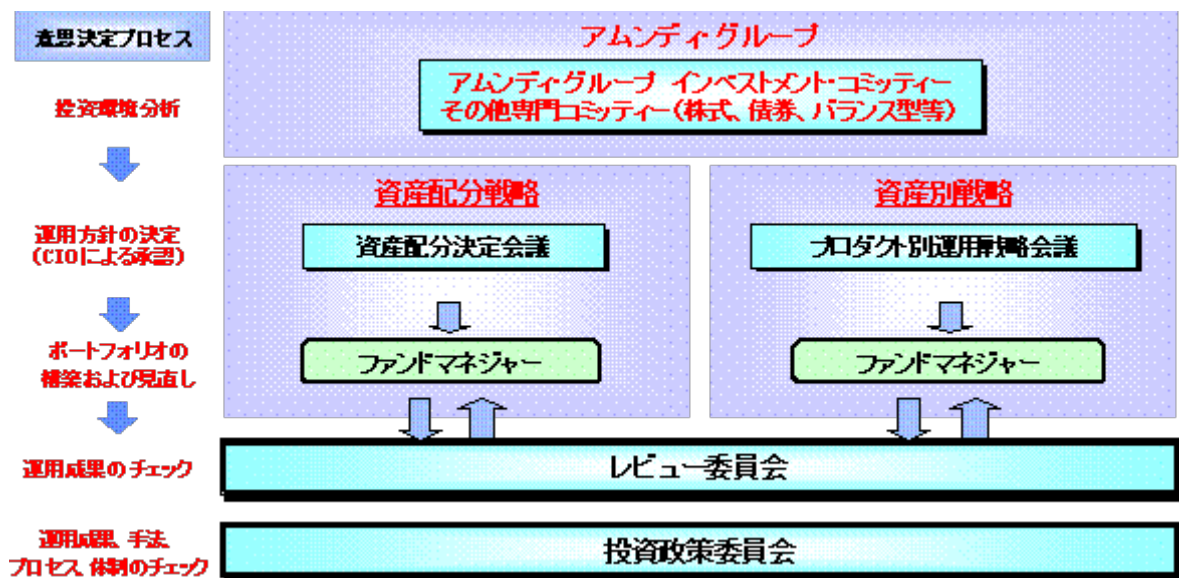 意思決定プロセス
アムンディ・グループ
アムンディ・グループ インベストメント・コミッティー
その他専門コミッティー(株式、債券、バランス型等)
投資環境分析
資産配分戦略
資産別戦略
運用方針の決定
(CIOによる承認)
資産配分決定会議
プロダクト別運用戦略会議
ポートフォリオの
構築および見直し
ファンドマネジャー
ファンドマネジャー
運用成果のチェック
レビュー委員会
運用成果、手法、
プロセス、体制のチェック
投資政策委員会